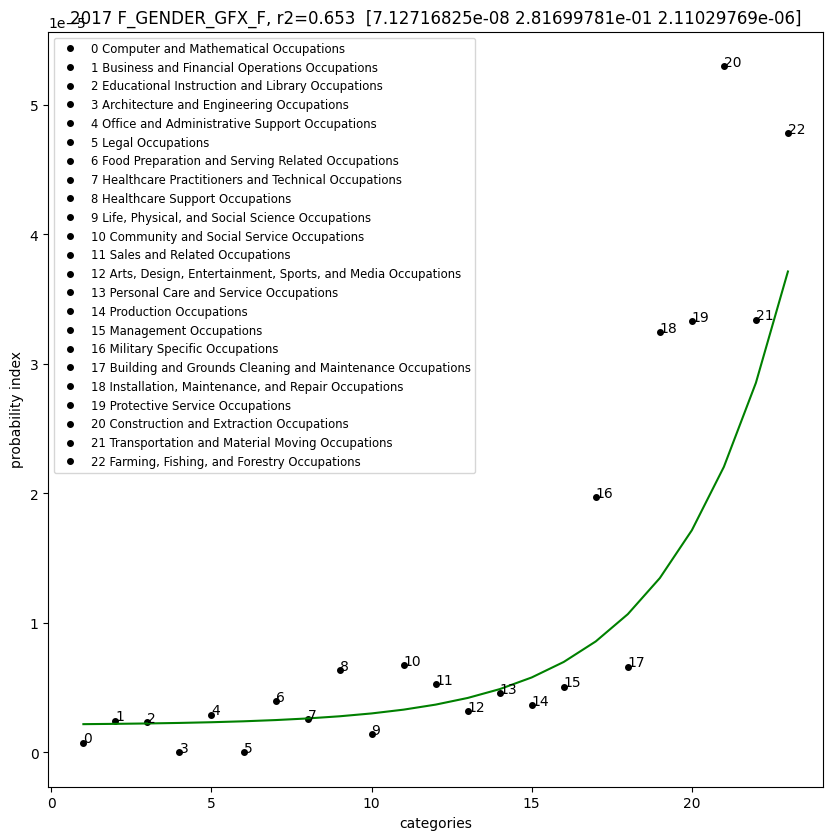 2017 F_GENDER_GFX_F, r2=0.653 [7.12716825e-08 2.81699781e-01 2.11029769e-06]
1e−5
0 Computer and Mathematical Occupations
1 Business and Financial Operations Occupations
2 Educational Instruction and Library Occupations
3 Architecture and Engineering Occupations
4 Office and Administrative Support Occupations
5 Legal Occupations
6 Food Preparation and Serving Related Occupations
7 Healthcare Practitioners and Technical Occupations
8 Healthcare Support Occupations
9 Life, Physical, and Social Science Occupations
10 Community and Social Service Occupations
11 Sales and Related Occupations
12 Arts, Design, Entertainment, Sports, and Media Occupations
13 Personal Care and Service Occupations
14 Production Occupations
15 Management Occupations
16 Military Specific Occupations
17 Building and Grounds Cleaning and Maintenance Occupations
18 Installation, Maintenance, and Repair Occupations
19 Protective Service Occupations
20 Construction and Extraction Occupations
21 Transportation and Material Moving Occupations
22 Farming, Fishing, and Forestry Occupations
probability index
5
4
3
2
1
0
0
1
2
3
4
5
6
7
8
9
10
11
12
13
14
15
16
17
18
19
20
21
22
0 5 10 15 20
categories